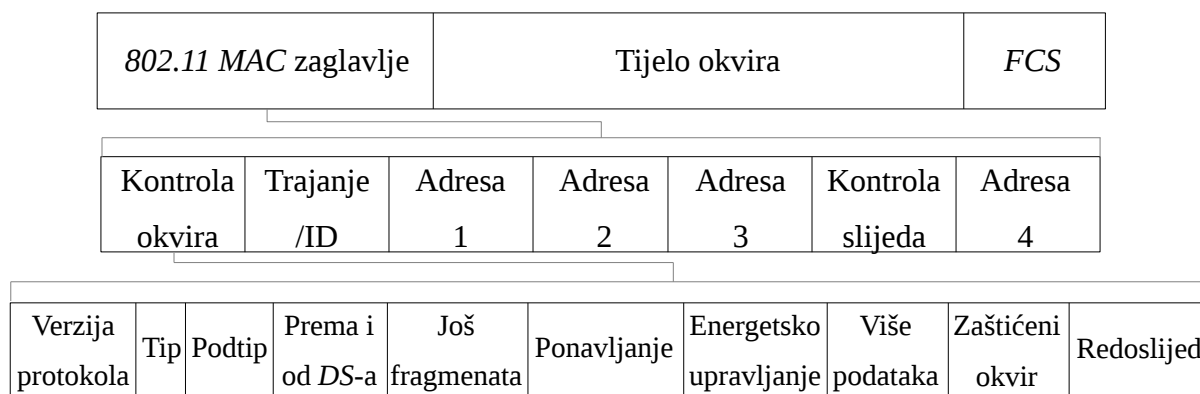 802.11 MAC zaglavlje Tijelo okvira FCS
Kontrola Trajanje Adresa Adresa Adresa Kontrola Adresa
okvira /ID 1 2 3 slijeda 4
Verzija Prema i Još Energetsko Više Zaštićeni
Tip Podtip Ponavljanje Redoslijed
protokola od DS-a fragmenata upravljanje podataka okvir